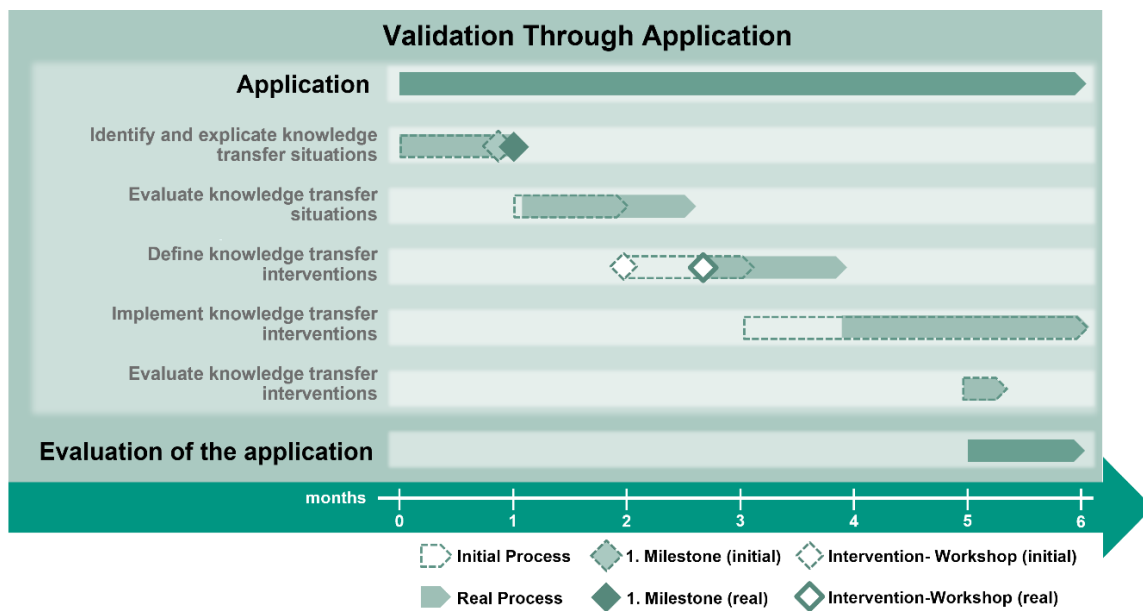 Validation Through Application
Application
Identify and explicate knowledge
transfer situations
Evaluate knowledge transfer
situations
Define knowledge transfer
interventions
Implement knowledge transfer
interventions
Evaluate knowledge transfer
interventions
Evaluation of the application
months
0 1 2 3 4 5 6
Initial Process 1. Milestone (initial) Intervention- Workshop (initial)
Real Process 1. Milestone (real) Intervention-Workshop (real)